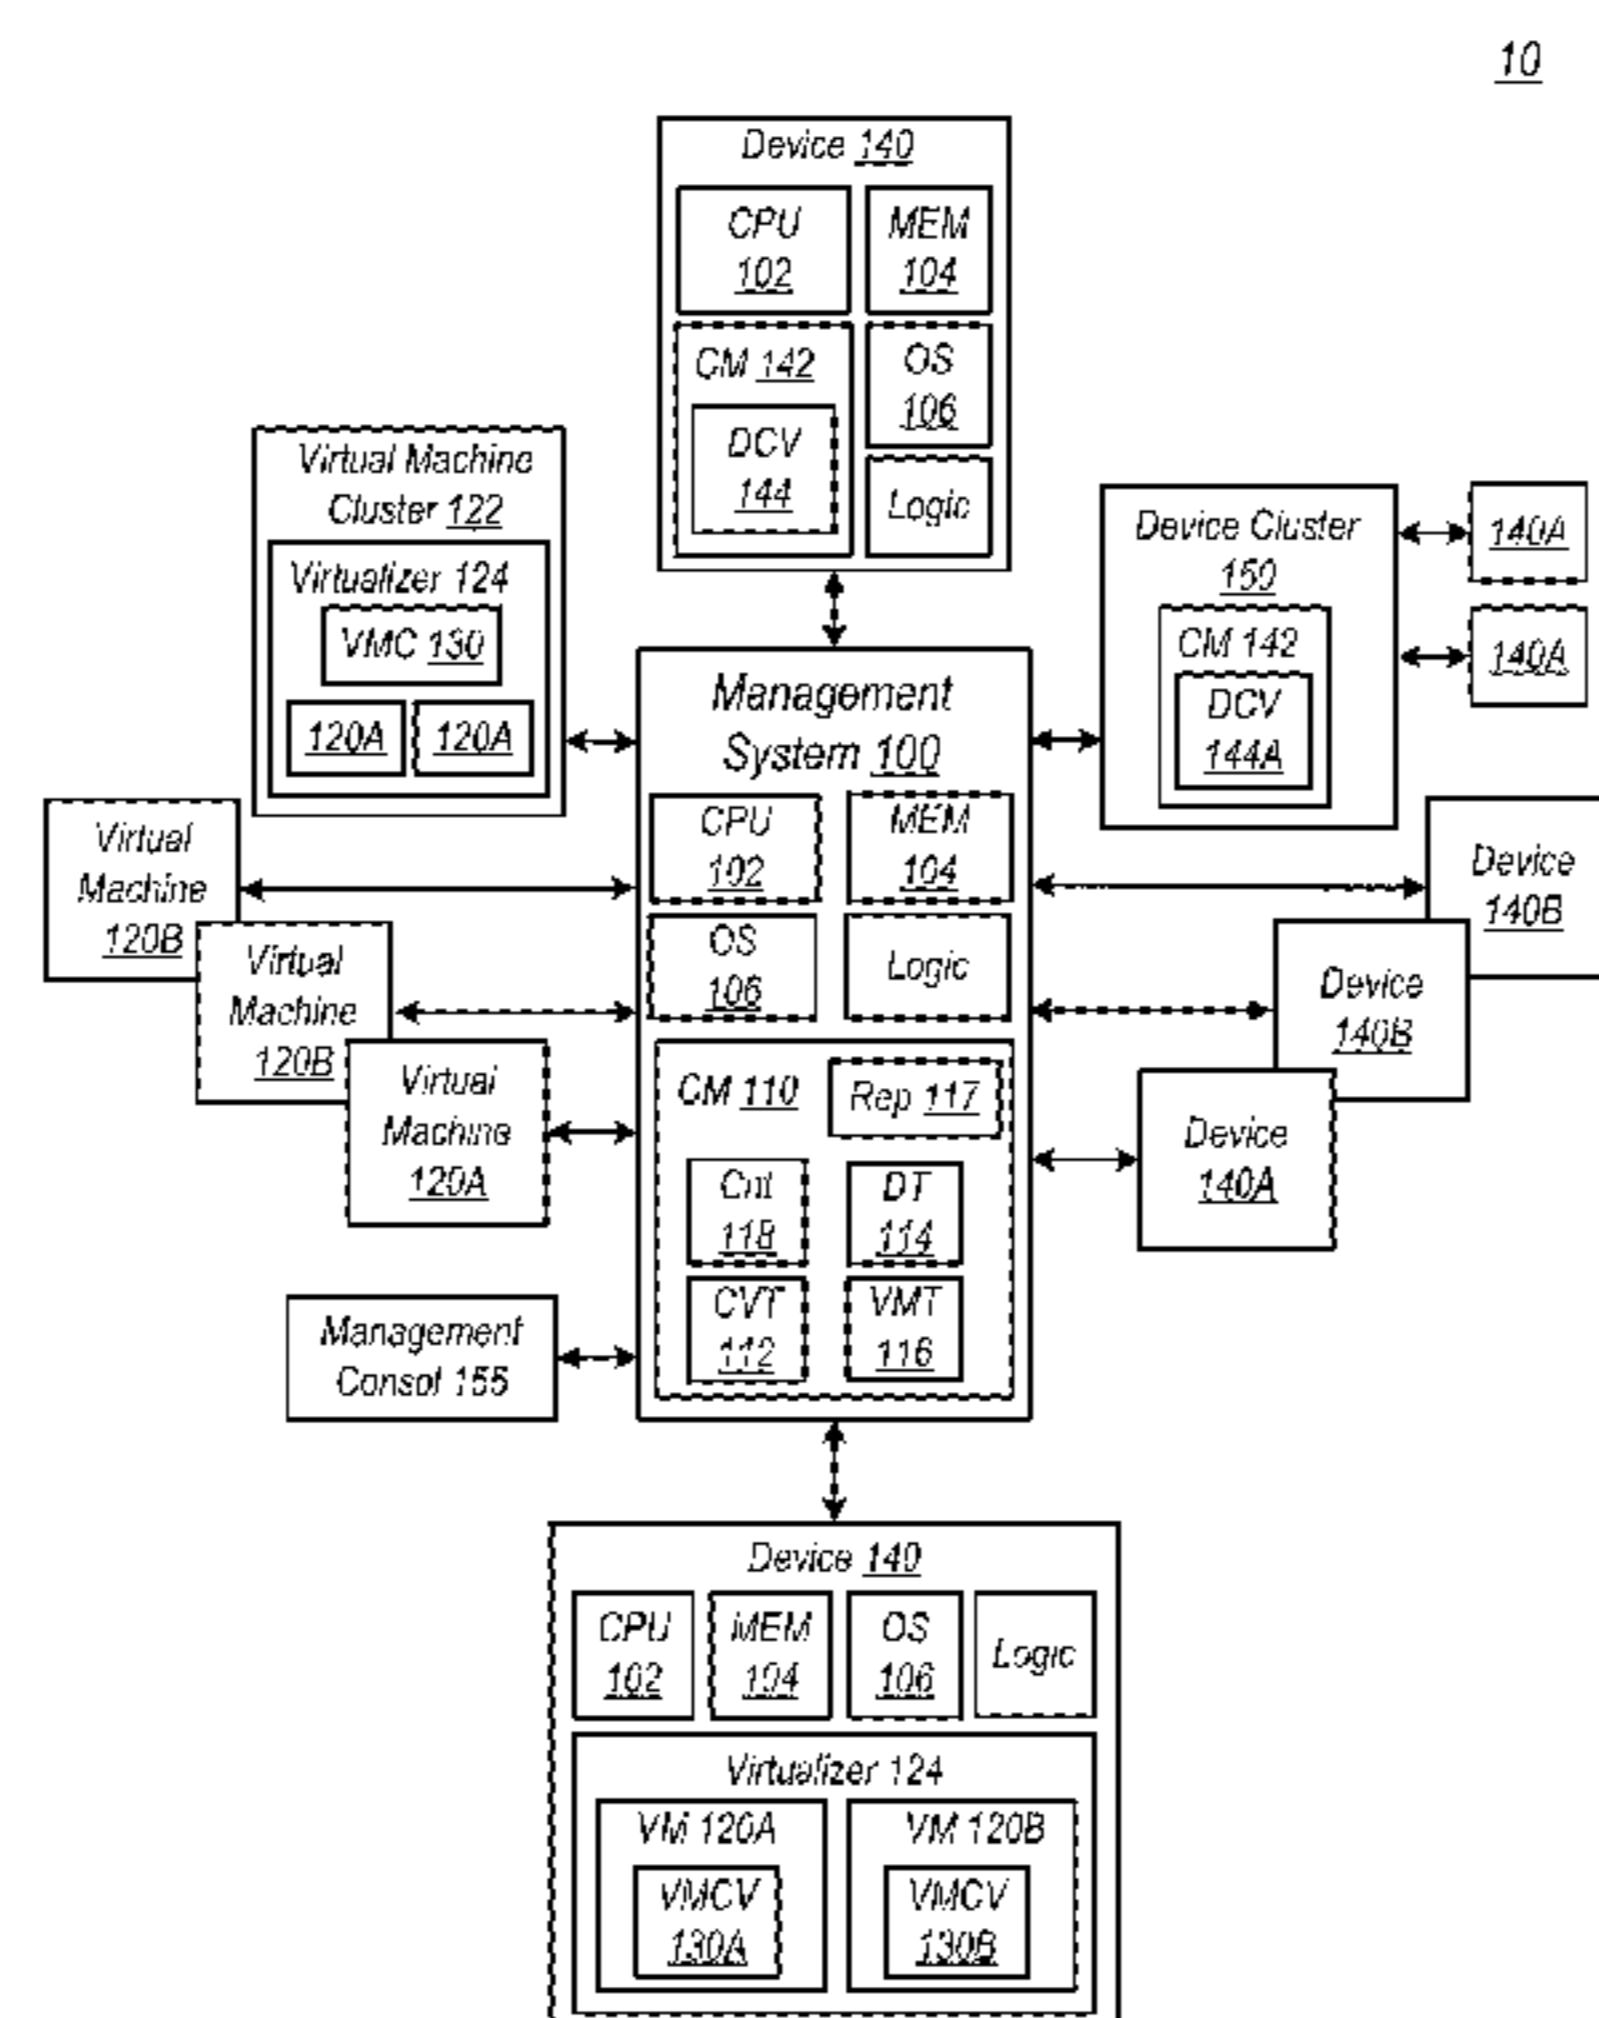 10
Device 140
CPU
102
MEM
104
CM 142
DCV
144
OS
106
Logic
Virtual Machine
Cluster 122
Virtualizer 124
VMC 130
120A
120A
Device Cluster
150
CM 142
DCV
144A
140A
140A
Management
System 100
CPU
102
MEM
104
OS
106
Logic
CM 110
Rep 117
Cnt
118
DT
114
CVT
112
VMT
116
Virtual
Machine
120B
Virtual
Machine
120B
Virtual
Machine
120A
Device
140B
Device
140B
Device
140A
Management
Consol 155
Device 140
CPU
102
MEM
104
OS
106
Logic
Virtualizer 124
VM 120A
VMCV
130A
VM 120B
VMCV
130B